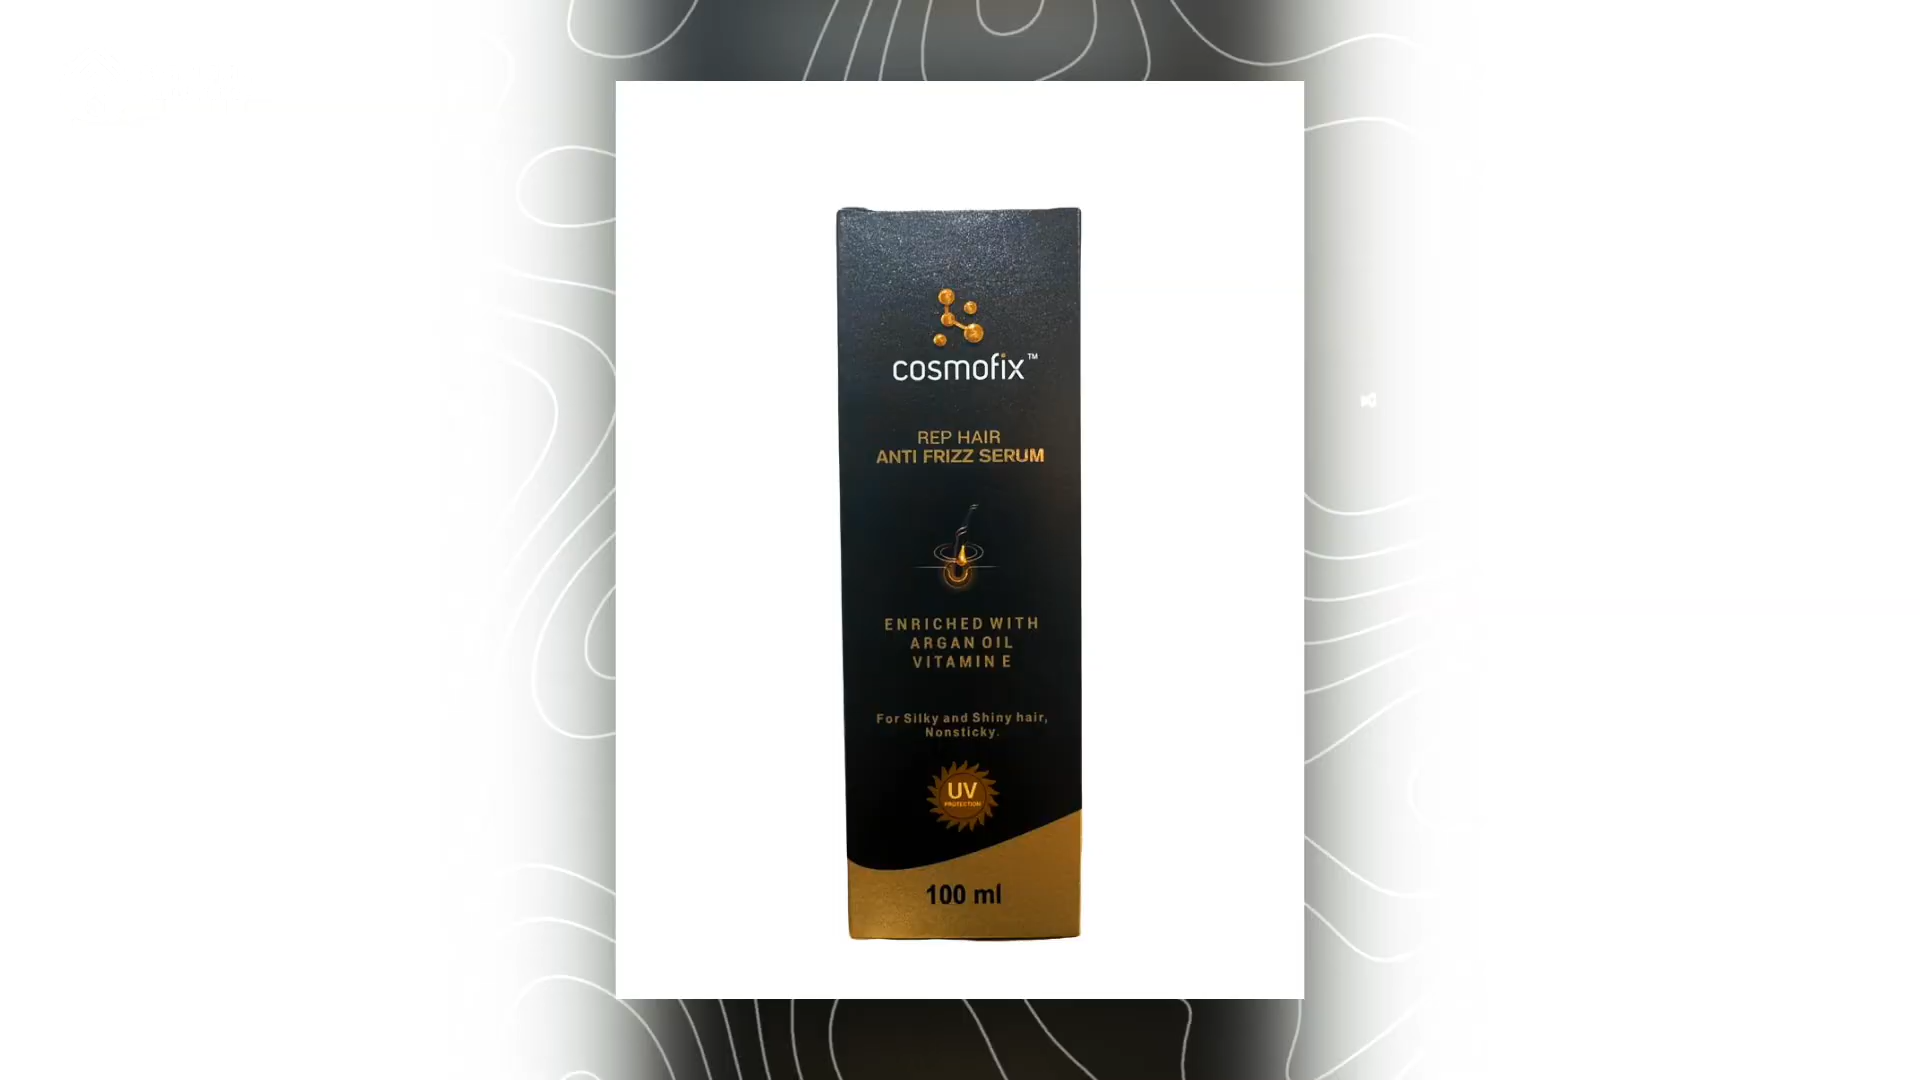 cosmofix™
REP HAIR
ANTI FRIZZ SERUM
ENRICHED WITH
ARGAN OIL
VITAMIN E
For Silky and Shiny hair,
Nonsticky.
UV
PROTECTION
100 ml